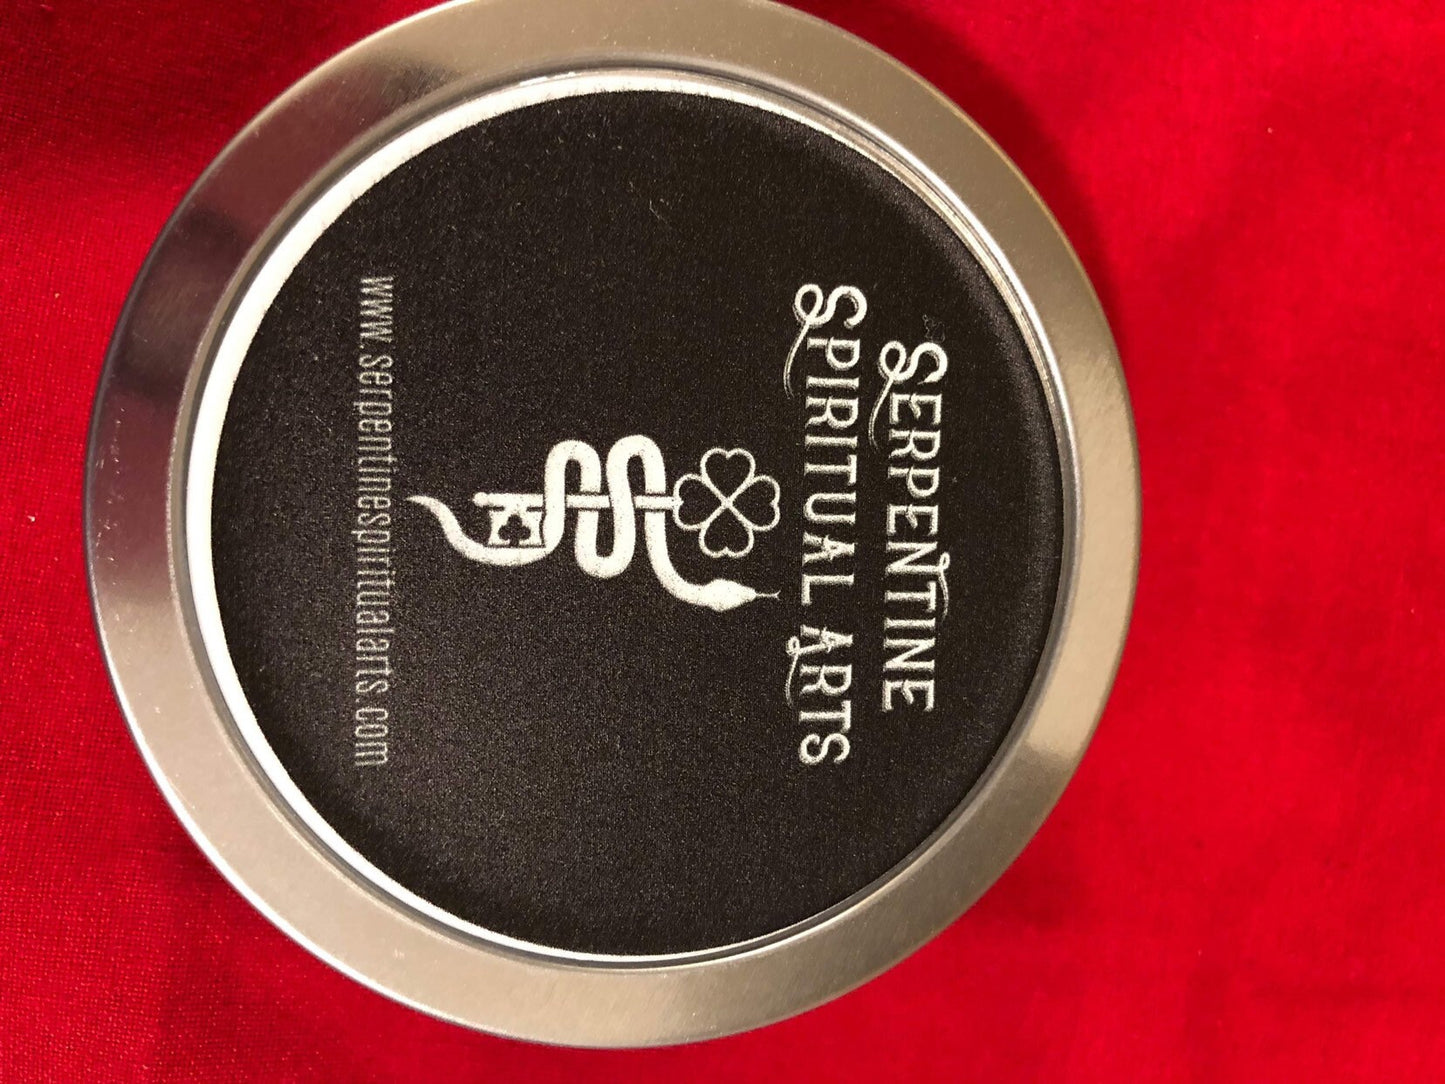 SERPENTINE
SPIRITUAL ARTS
www.serpentinespiritualarts.com